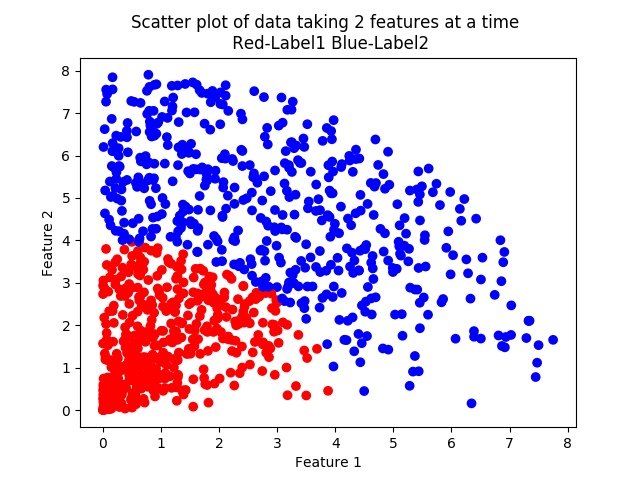 Scatter plot of data taking 2 features at a time
Red-Label1 Blue-Label2
8
7
6
5
4
3
2
1
0
Feature 2
0 1 2 3 4 5 6 7 8
Feature 1